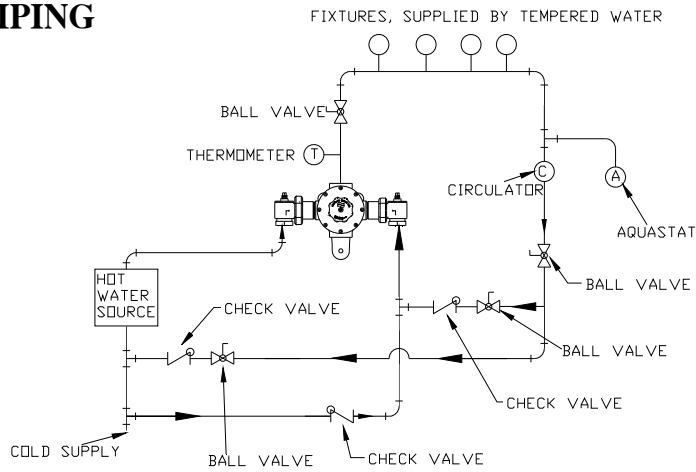 IPING
FIXTURES, SUPPLIED BY TEMPERED WATER
BALL VALVE
THERMOMETER T
C
CIRCULATOR
A
AQUASTAT
HOT
WATER
SOURCE
BALL VALVE
CHECK VALVE
BALL VALVE
CHECK VALVE
COLD SUPPLY
BALL VALVE
CHECK VALVE